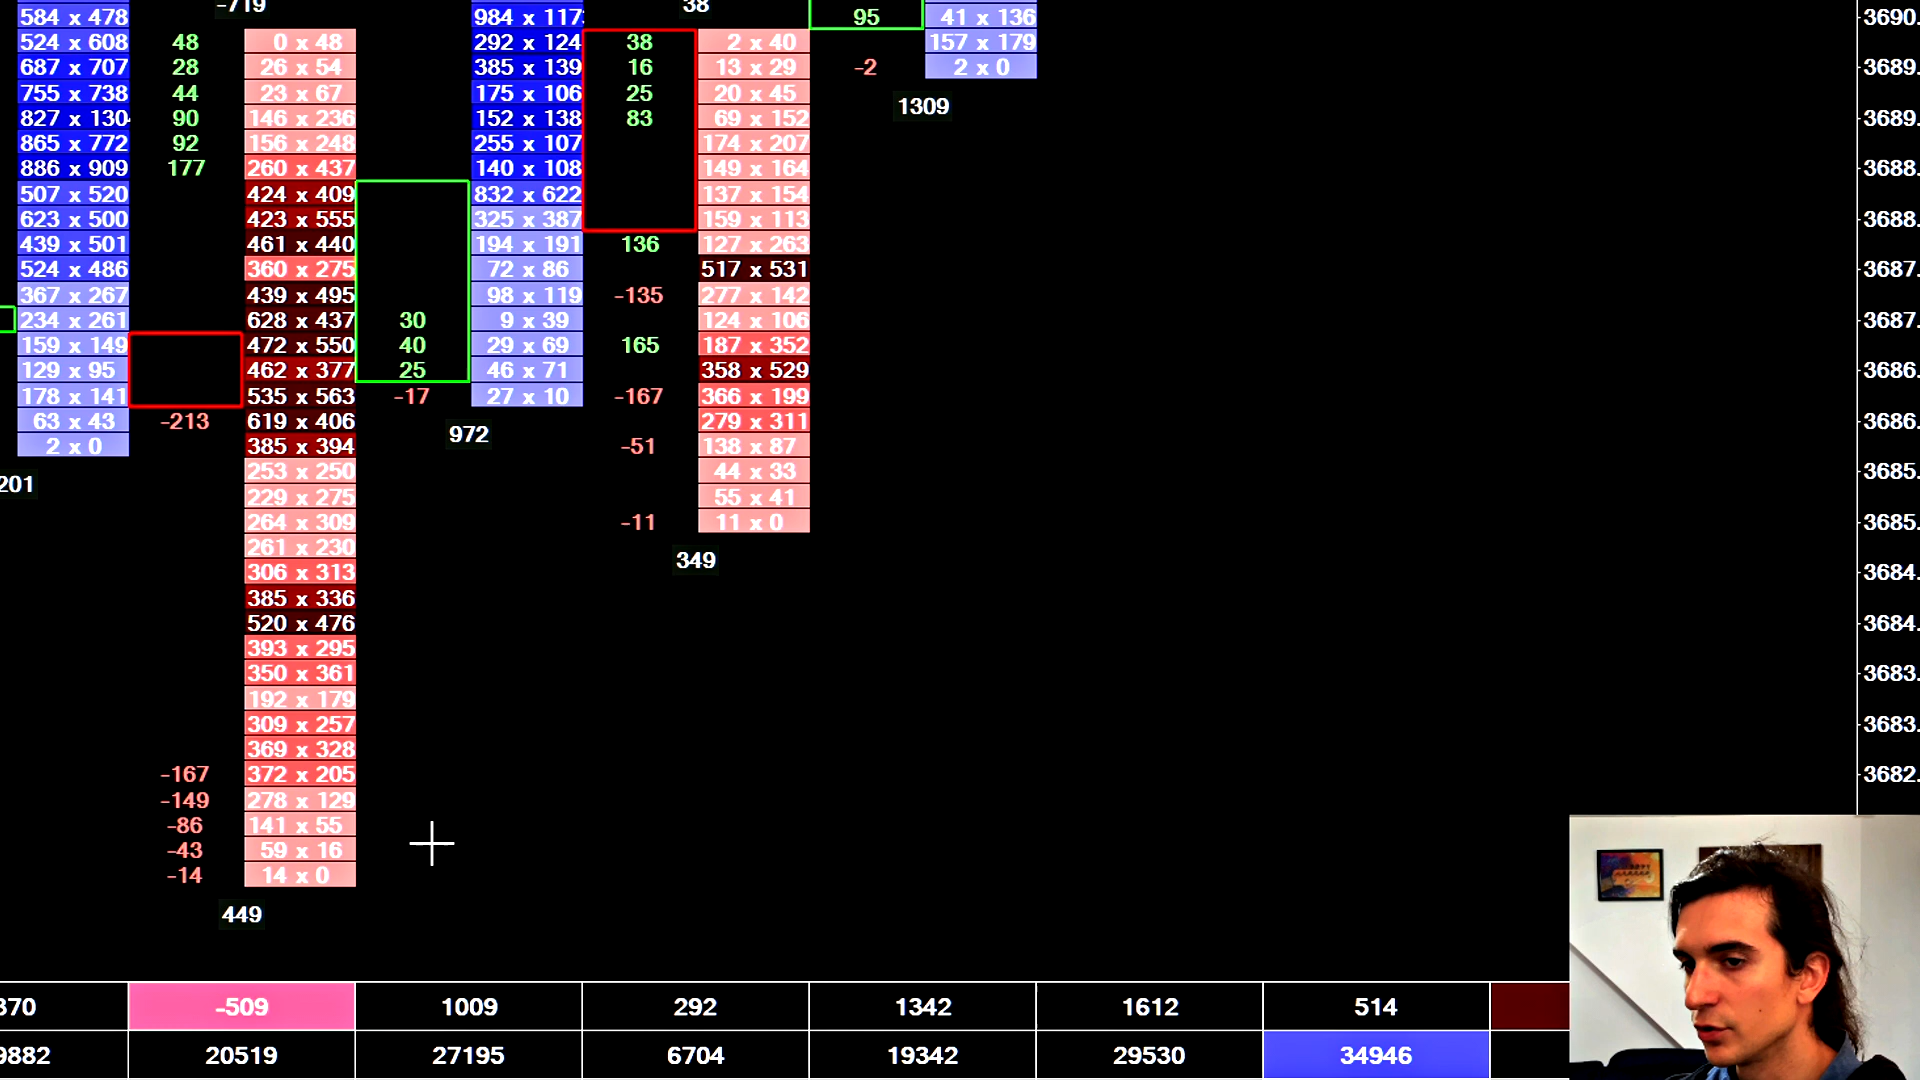 -719 38
584 x 478 984 x 117 95 41 x 136 3690.
524 x 608 48 0 x 48 292 x 124 38 2 x 40 157 x 179
687 x 707 28 26 x 54 385 x 139 16 13 x 29 -2 2 x 0 3689.
755 x 738 44 23 x 67 175 x 106 25 20 x 45
827 x 130 90 146 x 236 152 x 138 83 69 x 152 1309 3689.
865 x 772 92 156 x 248 255 x 107 174 x 207
886 x 909 177 260 x 437 140 x 108 149 x 164 3688.
507 x 520 424 x 409 832 x 622 137 x 154
623 x 500 423 x 555 325 x 387 159 x 113 3688.
439 x 501 461 x 440 194 x 191 136 127 x 263
524 x 486 360 x 275 72 x 86 517 x 531 3687.
367 x 267 439 x 495 98 x 119 -135 277 x 142
234 x 261 628 x 437 30 9 x 39 124 x 106 3687.
159 x 149 472 x 550 40 29 x 69 165 187 x 352
129 x 95 462 x 377 25 46 x 71 358 x 529 3686.
178 x 141 535 x 563 -17 27 x 10 -167 366 x 199
63 x 43 -213 619 x 406 972 279 x 311 3686.
2 x 0 385 x 394 -51 138 x 87
201 253 x 250 44 x 33 3685.
229 x 275 55 x 41
264 x 309 -11 11 x 0 3685.
261 x 230 349
306 x 313 3684.
385 x 336
520 x 476 3684.
393 x 295
350 x 361 3683.
192 x 179
309 x 257 3683.
369 x 328
-167 372 x 205 3682.
-149 278 x 129
-86 141 x 55
-43 59 x 16
-14 14 x 0
449
370 -509 1009 292 1342 1612 514
9882 20519 27195 6704 19342 29530 34946